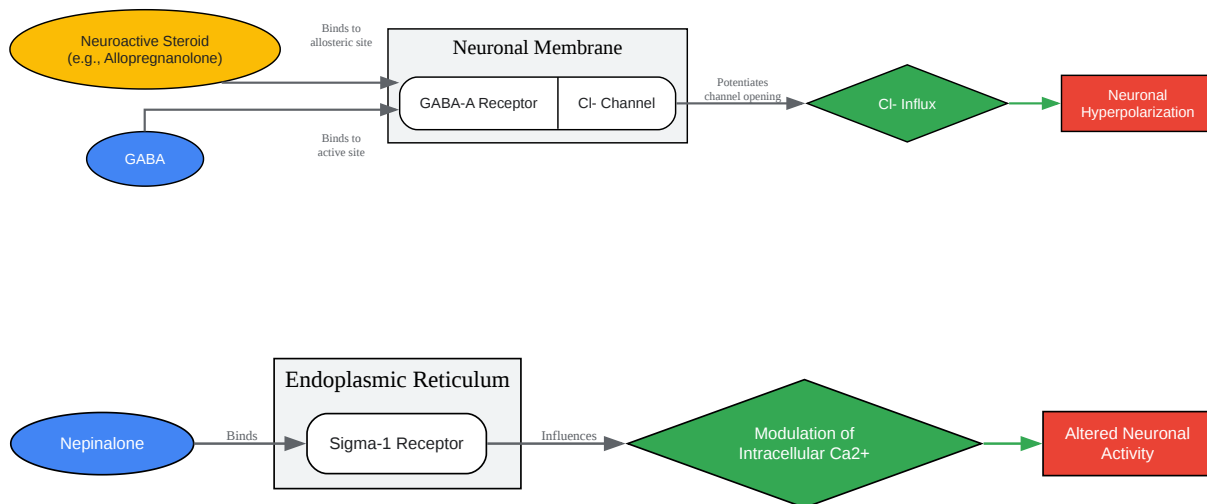 Neuroactive Steroid
(e.g., Allopregnanolone)
Binds to
allosteric site
GABA
Binds to
active site
Neuronal Membrane
GABA-A Receptor
Cl- Channel
Potentiates
channel opening
Cl- Influx
Neuronal
Hyperpolarization
Nepinalone
Binds
Endoplasmic Reticulum
Sigma-1 Receptor
Influences
Modulation of
Intracellular Ca2+
Altered Neuronal
Activity